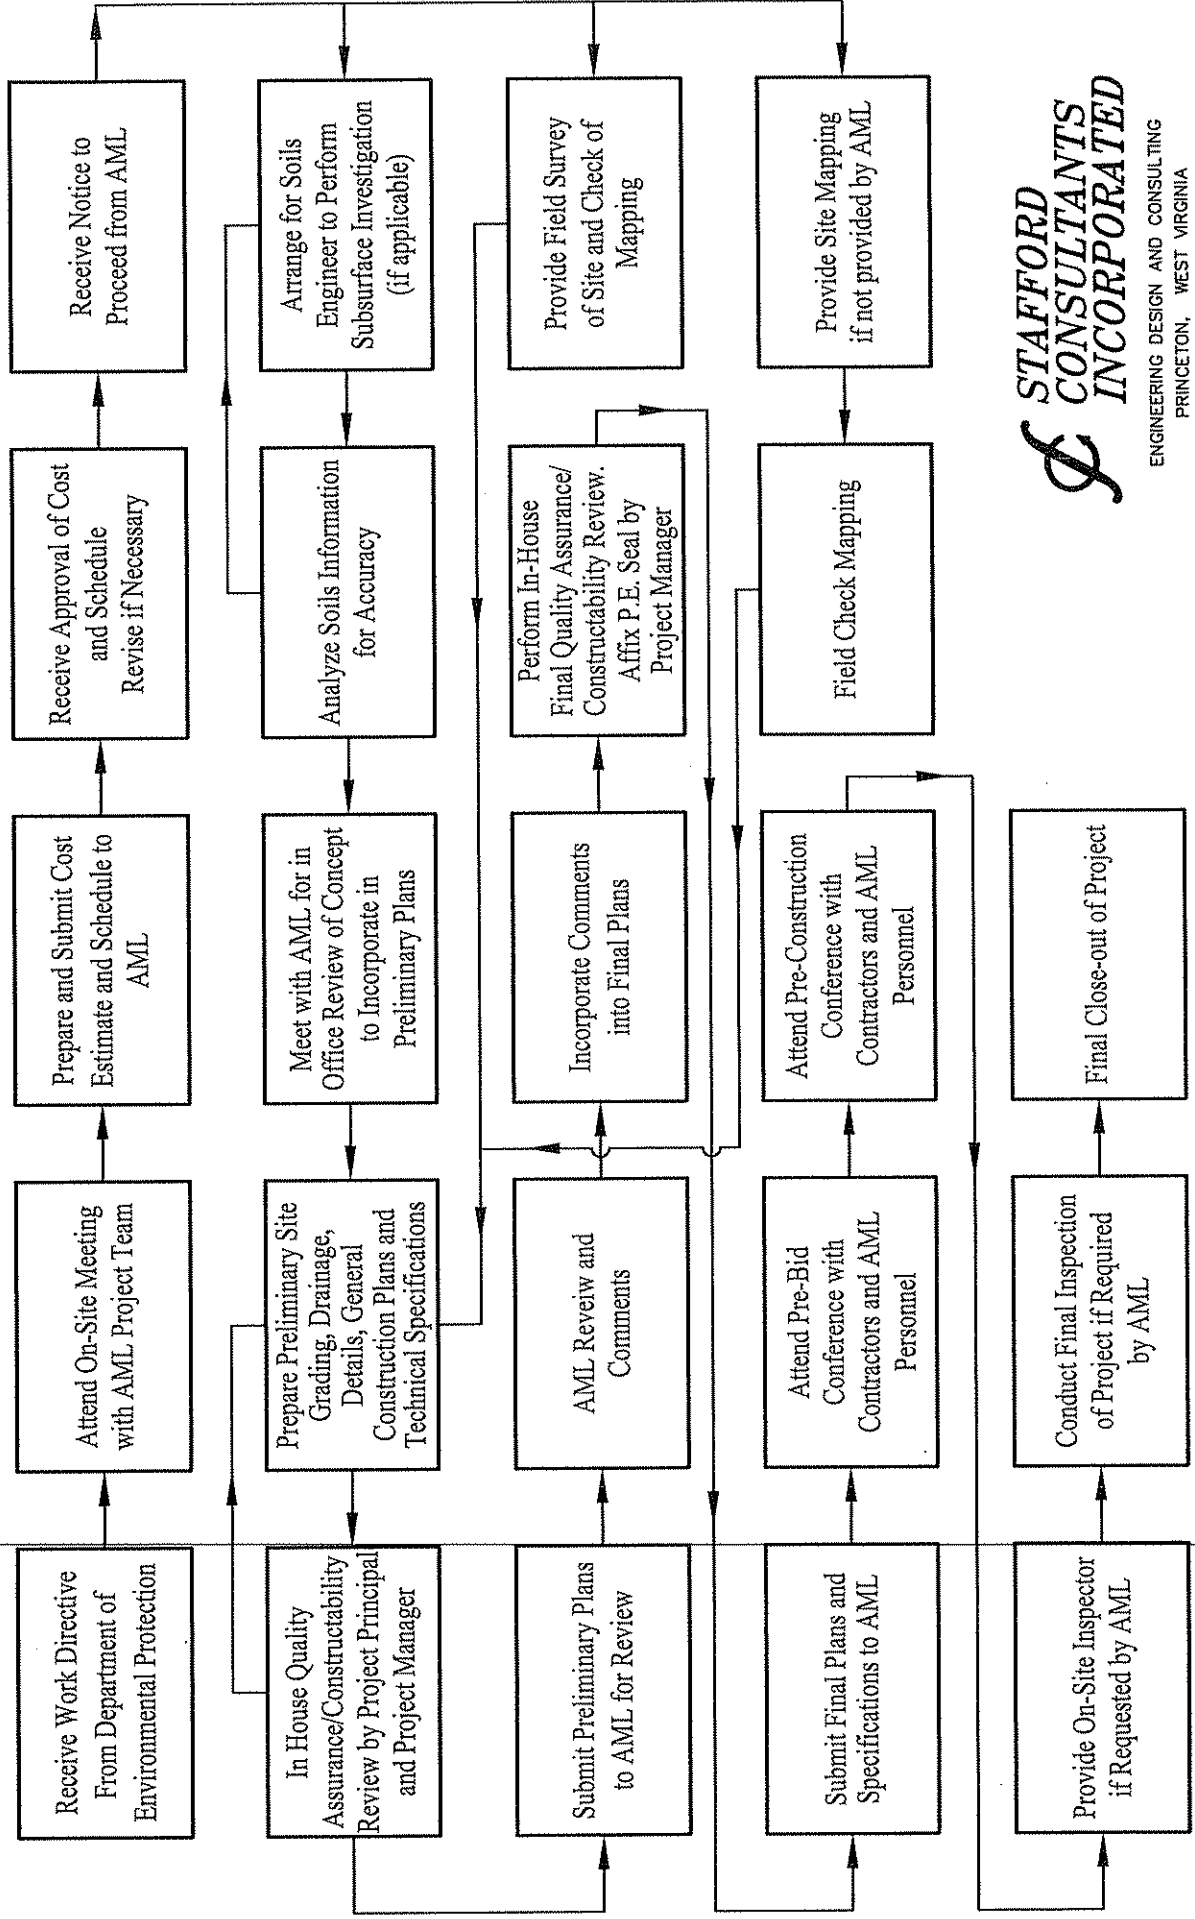 Receive Work Directive
From Department of
Environmental Protection
Attend On-Site Meeting
with AML Project Team
Prepare and Submit Cost
Estimate and Schedule to
AML
Receive Approval of Cost
and Schedule
Revise if Necessary
Receive Notice to
Proceed from AML
In House Quality
Assurance/Constructability
Review by Project Principal
and Project Manager
Prepare Preliminary Site
Grading, Drainage,
Details, General
Construction Plans and
Technical Specifications
Meet with AML for in
Office Review of Concept
to Incorporate in
Preliminary Plans
Analyze Soils Information
for Accuracy
Arrange for Soils
Engineer to Perform
Subsurface Investigation
(if applicable)
Submit Preliminary Plans
to AML for Review
AML Reveiw and
Comments
Incorporate Comments
into Final Plans
Perform In-House
Final Quality Assurance/
Constructability Review.
Affix P.E. Seal by
Project Manager
Provide Field Survey
of Site and Check of
Mapping
Submit Final Plans and
Specifications to AML
Attend Pre-Bid
Conference with
Contractors and AML
Personnel
Attend Pre-Construction
Conference with
Contractors and AML
Personnel
Field Check Mapping
Provide Site Mapping
if not provided by AML
Provide On-Site Inspector
if Requested by AML
Conduct Final Inspection
of Project if Required
by AML
Final Close-out of Project
STAFFORD
CONSULTANTS
INCORPORATED
ENGINEERING DESIGN AND CONSULTING
PRINCETON, WEST VIRGINIA